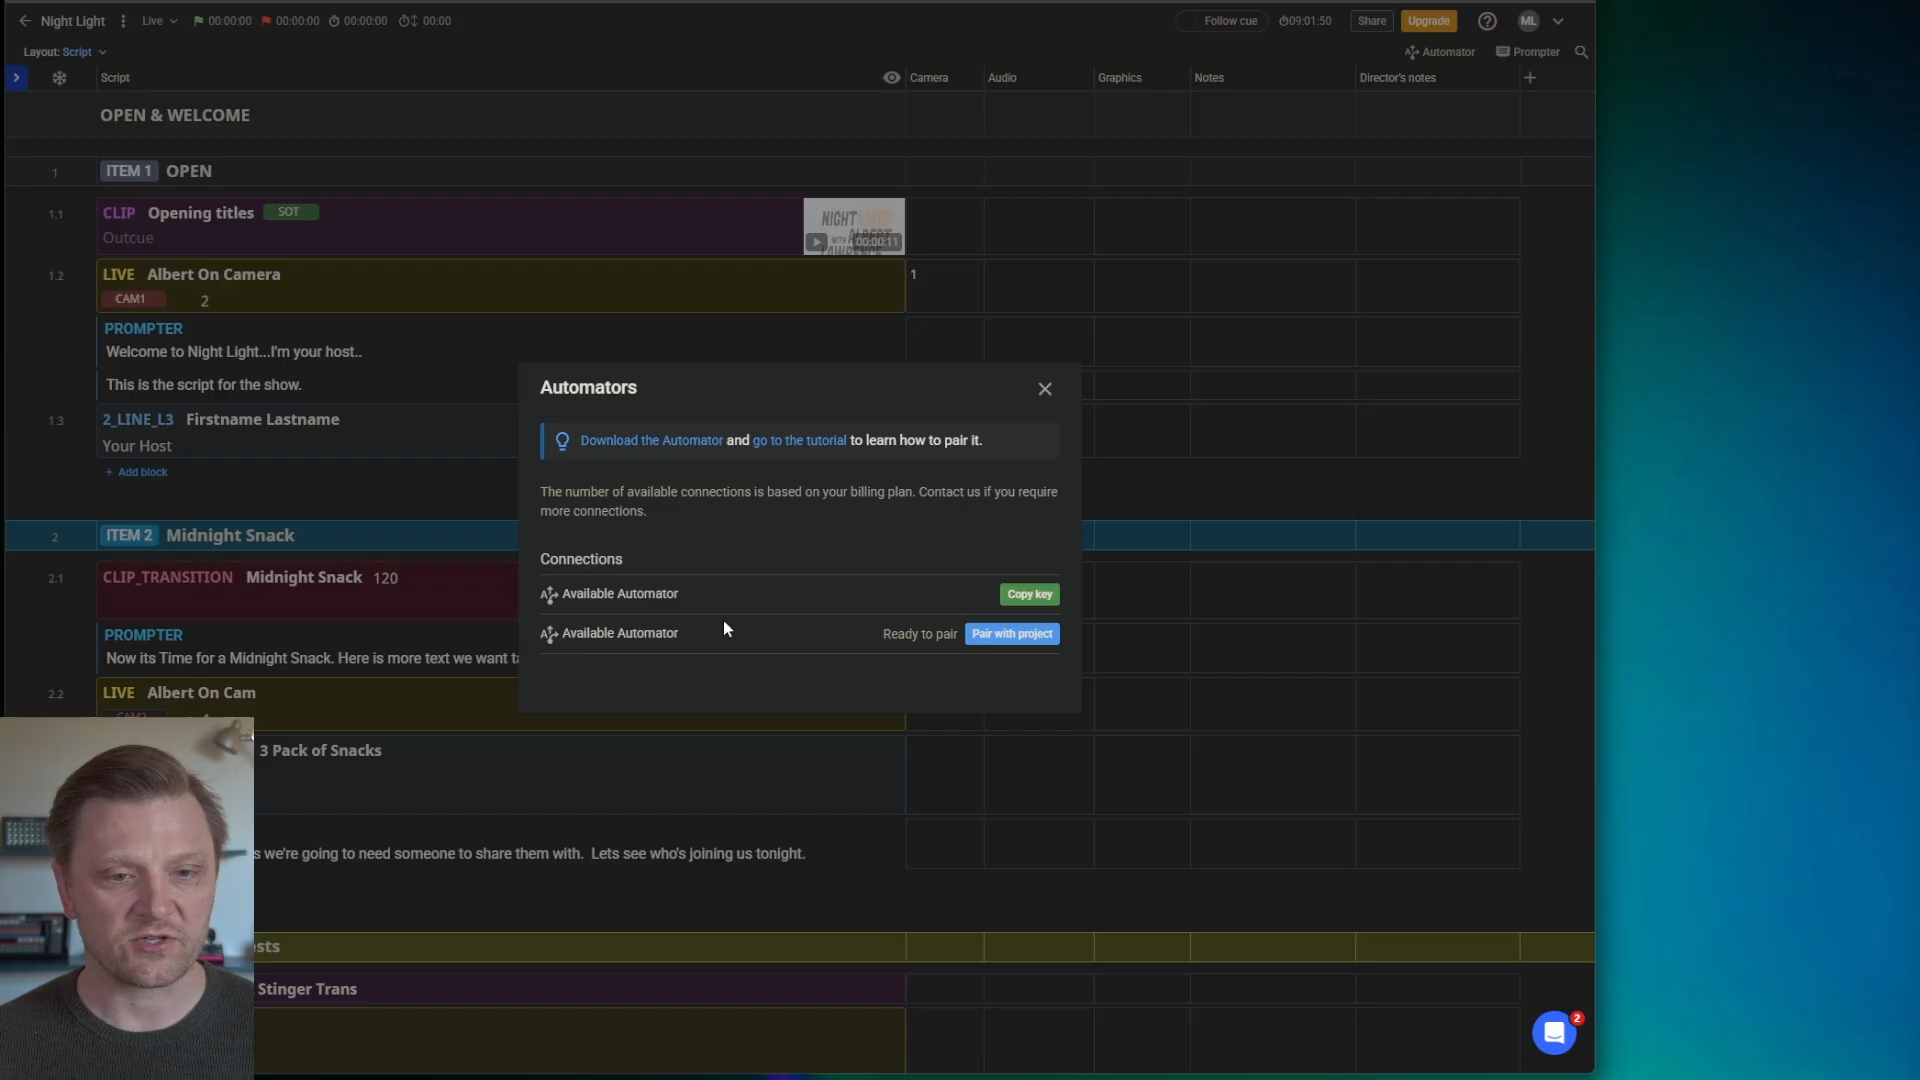 Night Light
Live
00:00:00
00:00:00
00:00:00
00:00
Follow cue
09:01:50
Share
Upgrade
ML
Layout: Script
Automator
Prompter
Script
Camera
Audio
Graphics
Notes
Director's notes
OPEN & WELCOME
1
ITEM 1
OPEN
1.1
CLIP
Opening titles
SOT
Outcue
NIGHT
WITH
00:00:11
1.2
LIVE
Albert On Camera
1
CAM1
2
PROMPTER
Welcome to Night Light...I'm your host..
This is the script for the show.
1.3
2_LINE_L3
Firstname Lastname
Your Host
+ Add block
Automators
Download the Automator and go to the tutorial to learn how to pair it.
The number of available connections is based on your billing plan. Contact us if you require
more connections.
Connections
Available Automator
Copy key
Available Automator
Ready to pair
Pair with project
2
ITEM 2
Midnight Snack
2.1
CLIP_TRANSITION
Midnight Snack
120
PROMPTER
Now its Time for a Midnight Snack. Here is more text we want
2.2
LIVE
Albert On Cam
3 Pack of Snacks
we're going to need someone to share them with. Lets see who's joining us tonight.
Stinger Trans
2